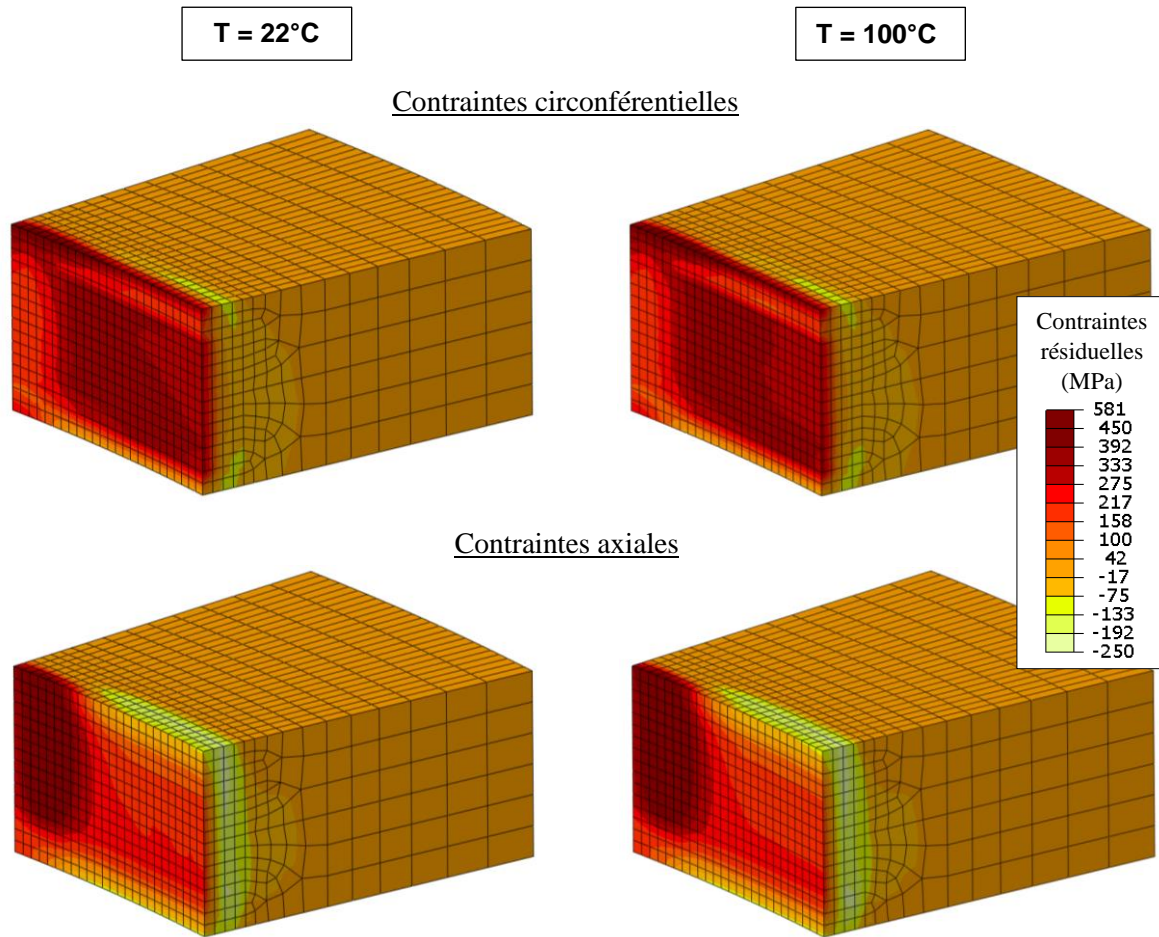 T = 22°C
T = 100°C
Contraintes circonférentielles
Contraintes
résiduelles
(MPa)
581
450
392
333
275
217
158
100
42
-17
-75
-133
-192
-250
Contraintes axiales